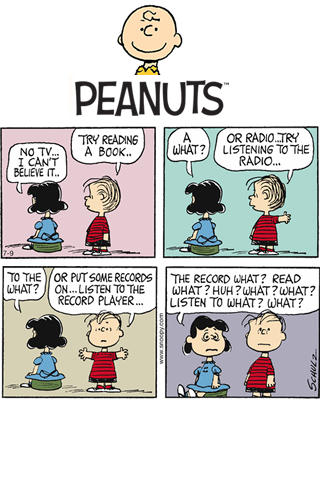 PEANUTS™
NO TV...
I CAN'T
BELIEVE IT..
TRY READING
A BOOK..
7-9
A
WHAT?
OR RADIO...TRY
LISTENING TO THE
RADIO...
TO THE
WHAT?
OR PUT SOME RECORDS
ON...LISTEN TO THE
RECORD PLAYER...
www.snoopy.com
THE RECORD WHAT? READ
WHAT? HUH? WHAT? WHAT?
LISTEN TO WHAT? WHAT?
SCHULZ